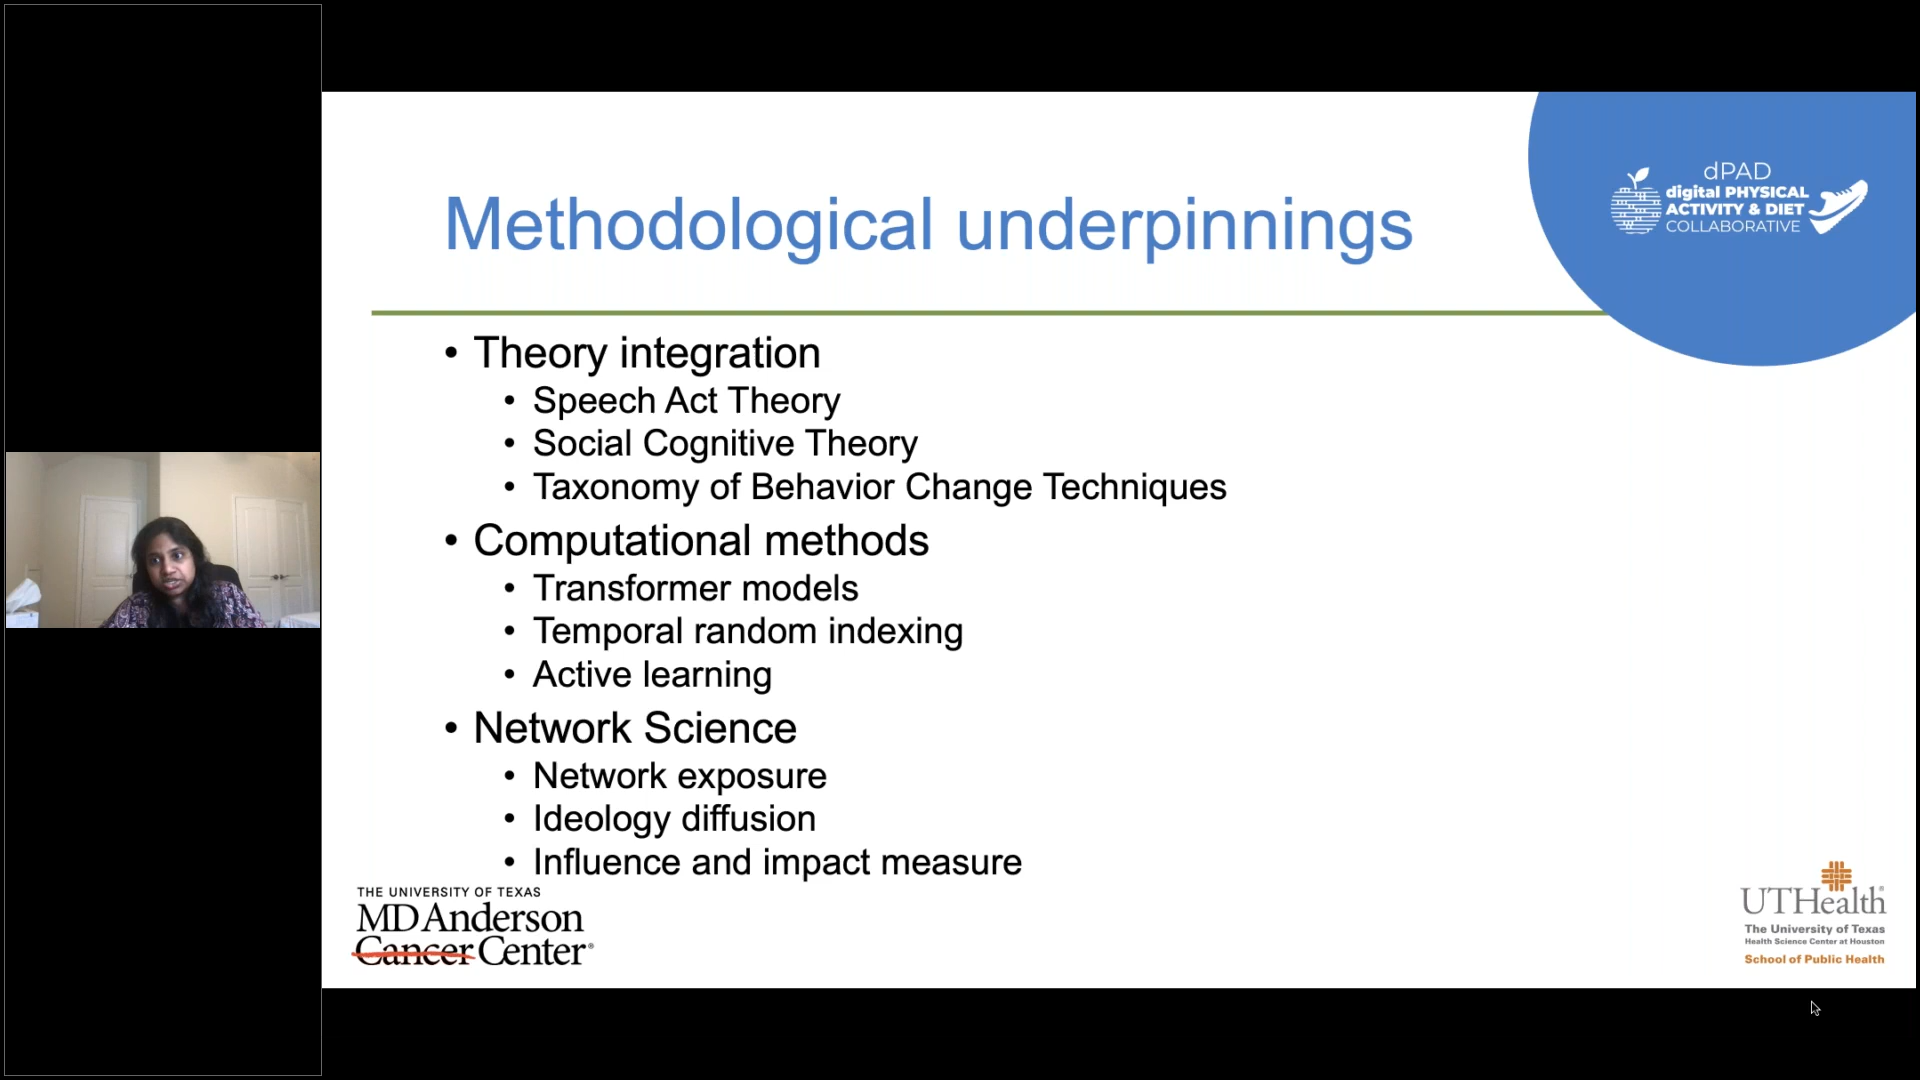 Methodological underpinnings
dPAD
digital PHYSICAL
ACTIVITY & DIET
COLLABORATIVE
• Theory integration
• Speech Act Theory
• Social Cognitive Theory
• Taxonomy of Behavior Change Techniques
• Computational methods
• Transformer models
• Temporal random indexing
• Active learning
• Network Science
• Network exposure
• Ideology diffusion
• Influence and impact measure
THE UNIVERSITY OF TEXAS
MD Anderson
Cancer Center®
UTHealth®
The University of Texas
Health Science Center at Houston
School of Public Health